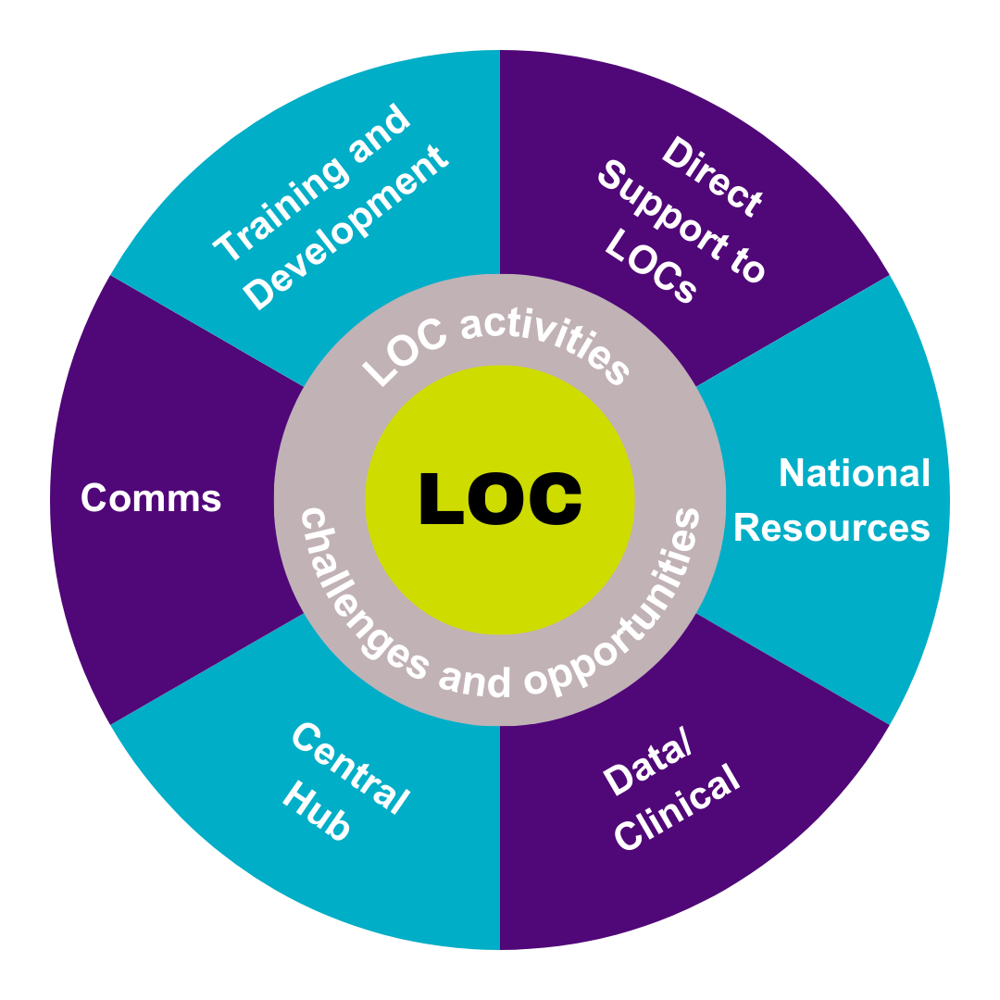 Training and
Development
Direct
Support to
LOCs
LOC activities
LOC
challenges and opportunities
Comms
National
Resources
Central
Hub
Data/
Clinical